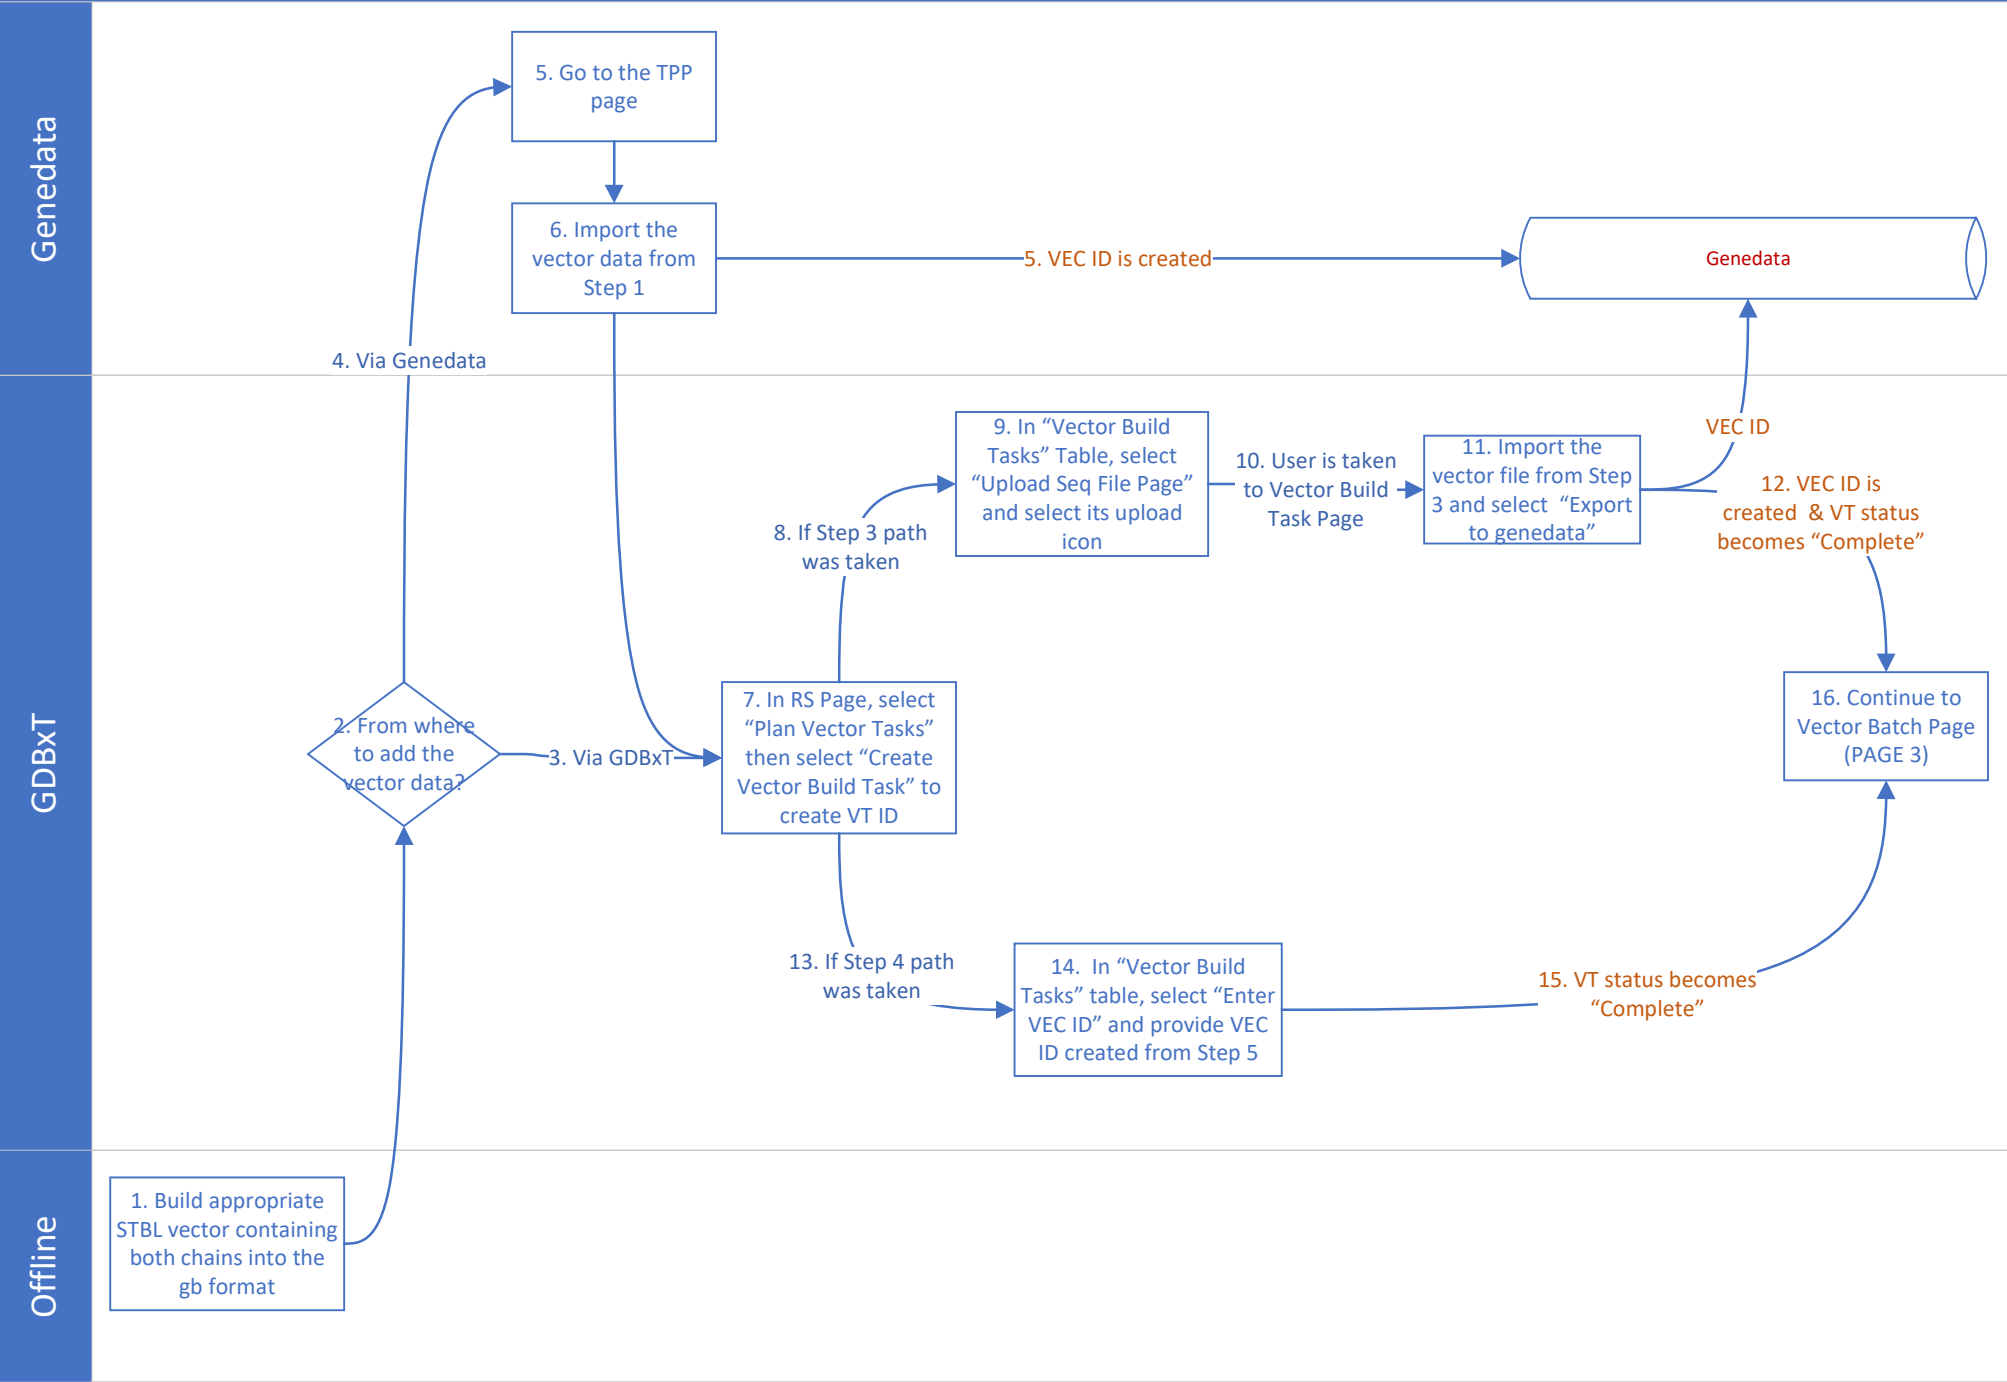 Genedata
5. Go to the TPP
page
6. Import the
vector data from
Step 1
5. VEC ID is created
Genedata
4. Via Genedata
GDBxT
9. In “Vector Build
Tasks” Table, select
“Upload Seq File Page”
and select its upload
icon
10. User is taken
to Vector Build
Task Page
11. Import the
vector file from Step
3 and select “Export
to genedata”
VEC ID
12. VEC ID is
created & VT status
becomes “Complete”
8. If Step 3 path
was taken
2. From where
to add the
vector data?
3. Via GDBxT
7. In RS Page, select
“Plan Vector Tasks”
then select “Create
Vector Build Task” to
create VT ID
16. Continue to
Vector Batch Page
(PAGE 3)
13. If Step 4 path
was taken
14. In “Vector Build
Tasks” table, select “Enter
VEC ID” and provide VEC
ID created from Step 5
15. VT status becomes
“Complete”
Offline
1. Build appropriate
STBL vector containing
both chains into the
gb format